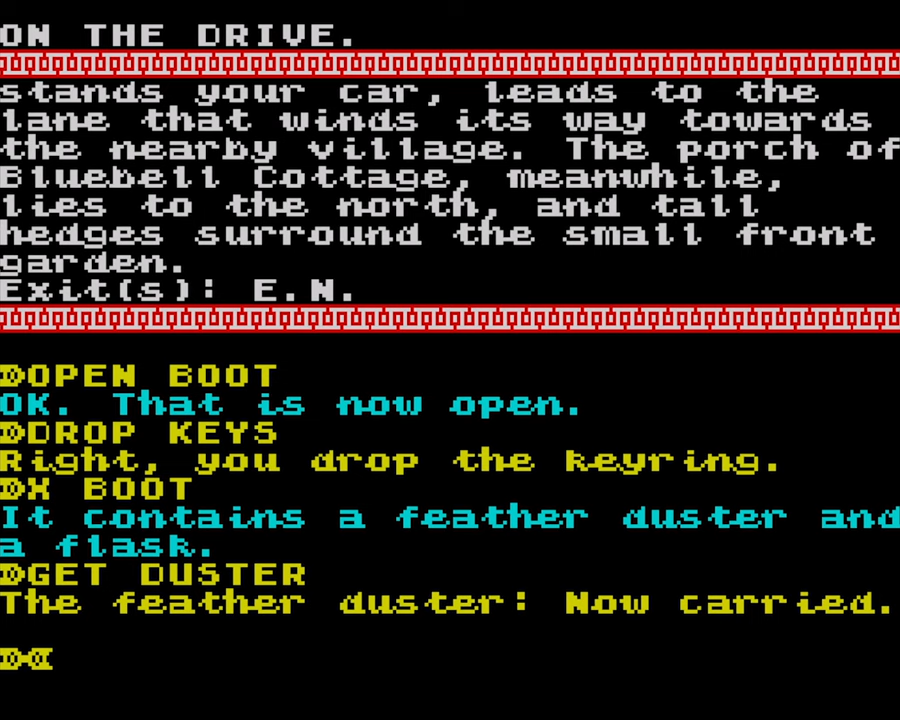 ON THE DRIVE.
stands your car, leads to the
lane that winds its way towards
the nearby village. The porch of
Bluebell Cottage, meanwhile,
lies to the north, and tall
hedges surround the small front
garden.
Exit(s): E.N.
OPEN BOOT
OK. That is now open.
DROP KEYS
Right, you drop the keyring.
X BOOT
It contains a feather duster and
a flask.
GET DUSTER
The feather duster: Now carried.